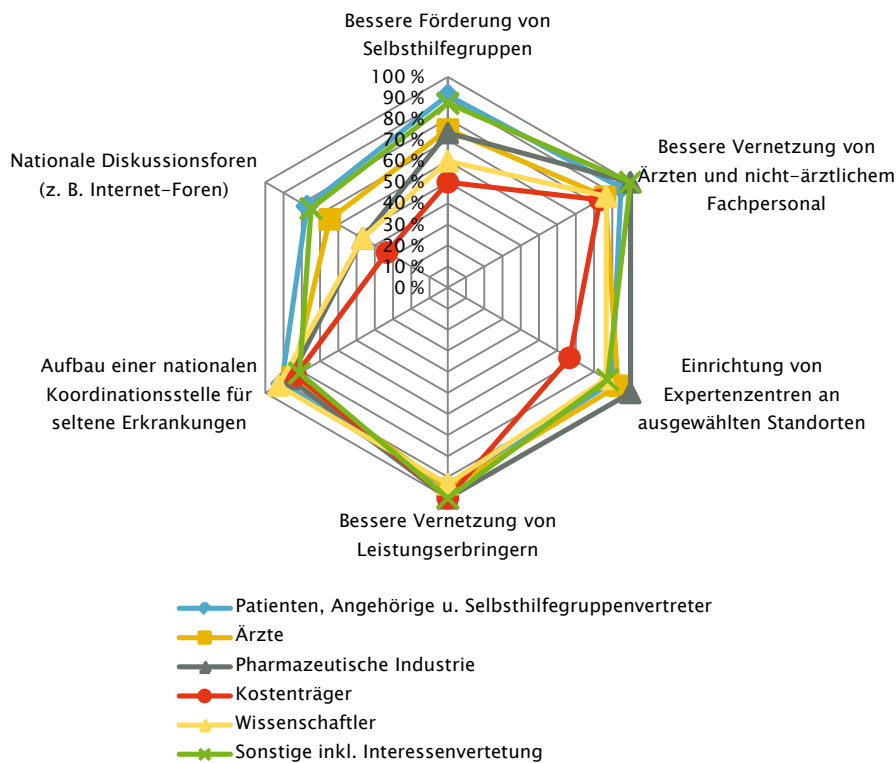 Bessere Förderung von
Selbsthilfegruppen
100 %
90 %
80 %
70 %
60 %
50 %
40 %
30 %
20 %
10 %
0 %
Bessere Vernetzung von
Ärzten und nicht-ärztlichem
Fachpersonal
Einrichtung von
Expertenzentren an
ausgewählten Standorten
Bessere Vernetzung von
Leistungserbringern
Aufbau einer nationalen
Koordinationsstelle für
seltene Erkrankungen
Nationale Diskussionsforen
(z. B. Internet-Foren)
Patienten, Angehörige u. Selbsthilfegruppenvertreter
Ärzte
Pharmazeutische Industrie
Kostenträger
Wissenschaftler
Sonstige inkl. Interessenvertetung